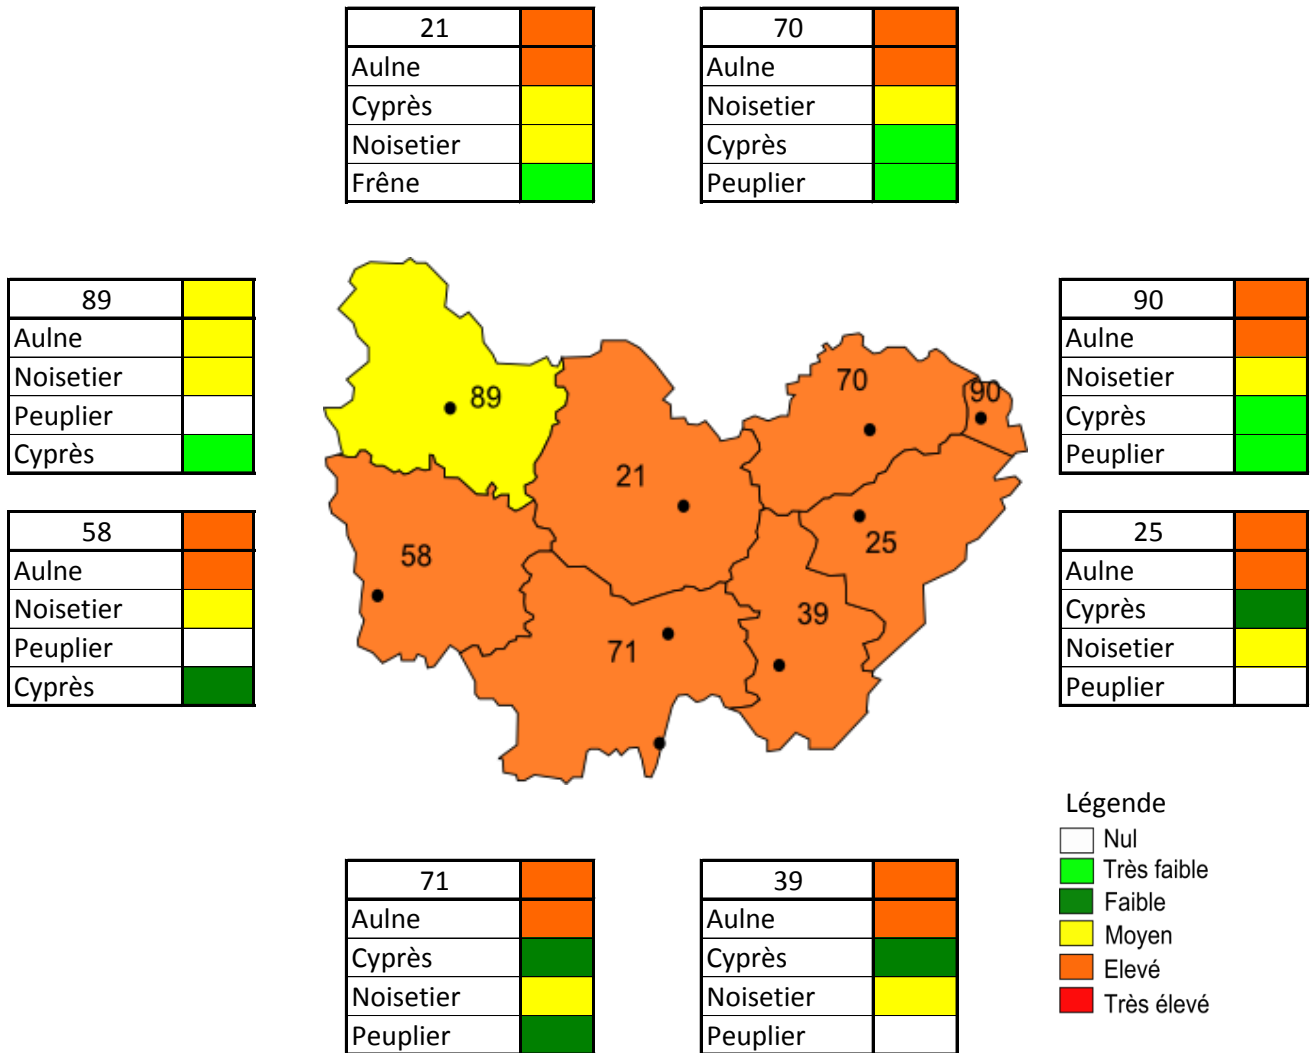 21
Aulne
Cyprès
Noisetier
Frêne
70
Aulne
Noisetier
Cyprès
Peuplier
89
Aulne
Noisetier
Peuplier
Cyprès
90
Aulne
Noisetier
Cyprès
Peuplier
58
Aulne
Noisetier
Peuplier
Cyprès
25
Aulne
Cyprès
Noisetier
Peuplier
89
70
90
21
25
58
39
71
71
Aulne
Cyprès
Noisetier
Peuplier
39
Aulne
Cyprès
Noisetier
Peuplier
Légende
Nul
Très faible
Faible
Moyen
Elevé
Très élevé